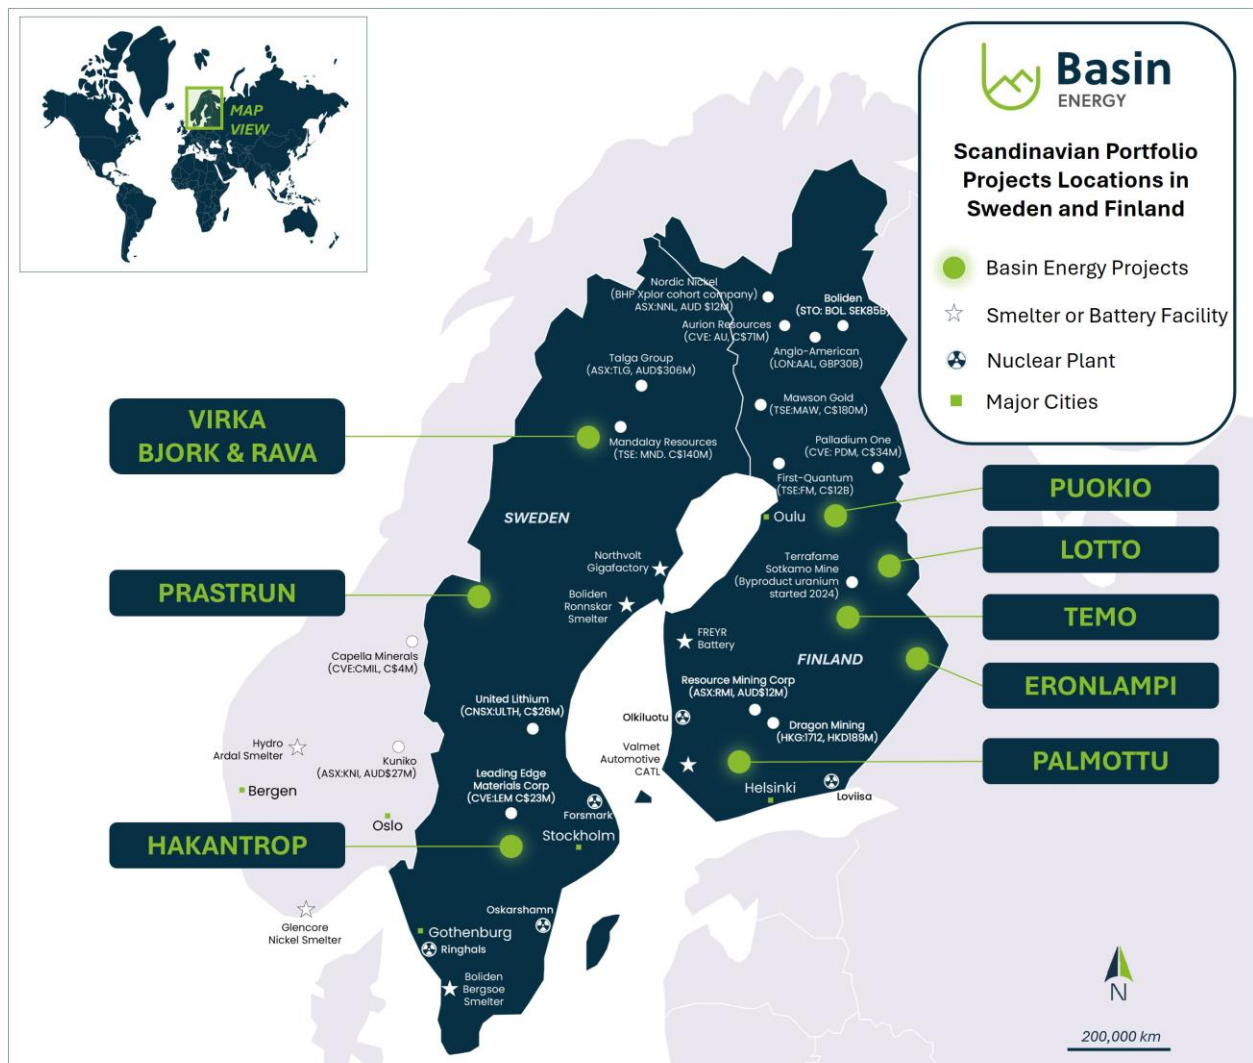 MAP
VIEW
Basin
ENERGY
Scandinavian Portfolio
Projects Locations in
Sweden and Finland
Basin Energy Projects
Smelter or Battery Facility
Nuclear Plant
Major Cities
Nordic Nickel
(BHP Xplor cohort company)
ASX:NNL, AUD $12M)
Boliden
(STO: BOL. SEK85B)
Aurion Resources
(CVE: AU, C$71M)
Anglo-American
(LON:AAL, GBP30B)
Talga Group
(ASX:TLG, AUD$306M)
Mawson Gold
(TSE:MAW, C$180M)
VIRKA
BJORK & RAVA
Mandalay Resources
(TSE: MND. C$140M)
Palladium One
(CVE: PDM, C$34M)
First-Quantum
(TSE:FM, C$12B)
PUOKIO
SWEDEN
Oulu
LOTTO
Northvolt
Gigafactory
Terrafame
Sotkamo Mine
(Byproduct uranium
started 2024)
PRASTRUN
Boliden
Ronnskar
Smelter
TEMO
FREYR
Battery
FINLAND
Capella Minerals
(CVE:CMIL, C$4M)
ERONLAMPI
Resource Mining Corp
(ASX:RMI, AUD$12M)
United Lithium
(CNSX:ULTH, C$26M)
Olkiluotu
Dragon Mining
(HKG:1712, HKD189M)
Hydro
Ardal Smelter
Kuniko
(ASX:KNI, AUD$27M)
Valmet
Automotive
CATL
PALMOTTU
Leading Edge
Materials Corp
(CVE:LEM C$23M)
Bergen
Helsinki
Loviisa
Forsmark
Oslo
Stockholm
HAKANTROP
Oskarshamn
Glencore
Nickel Smelter
Gothenburg
Ringhals
Boliden
Bergsoe
Smelter
N
200,000 km